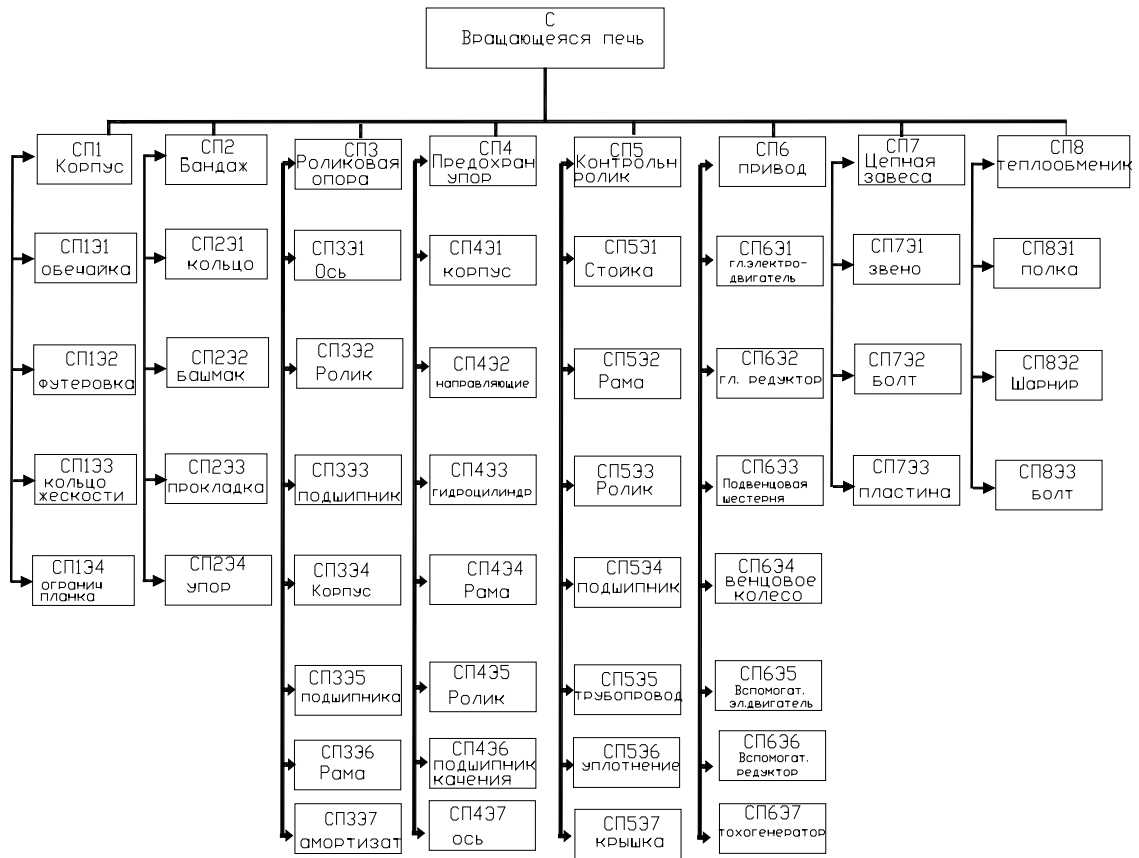 С
Вращающеяся печь
СП1
Корпус
СП2
Бандаж
СП3
Роликовая
опора
СП4
Предохран
упор
СП5
Контрольн
ролик
СП6
привод
СП7
Цепная
завеса
СП8
теплообменик
СП1Э1
обечайка
СП2Э1
кольцо
СП3Э1
Ось
СП4Э1
корпус
СП5Э1
Стойка
СП6Э1
гл.электро-
двигатель
СП7Э1
звено
СП8Э1
полка
СП1Э2
футеровка
СП2Э2
башмак
СП3Э2
Ролик
СП4Э2
направляющие
СП5Э2
Рама
СП6Э2
гл. редуктор
СП7Э2
болт
СП8Э2
Шарнир
СП1Э3
кольцо
жескости
СП2Э3
прокладка
СП3Э3
подшипник
СП4Э3
гидроцилиндр
СП5Э3
Ролик
СП6Э3
Подвенцовая
шестерня
СП7Э3
пластина
СП8Э3
болт
СП1Э4
огранич
планка
СП2Э4
упор
СП3Э4
Корпус
СП4Э4
Рама
СП5Э4
подшипник
СП6Э4
венцовое
колесо
СП3Э5
подшипника
СП4Э5
Ролик
СП5Э5
трубопровод
СП6Э5
Вспомогат.
эл.двигатель
СП3Э6
Рама
СП4Э6
подшипник
качения
СП5Э6
уплотнение
СП6Э6
Вспомогат.
редуктор
СП3Э7
амортизат
СП4Э7
ось
СП5Э7
крышка
СП6Э7
тохогенератор